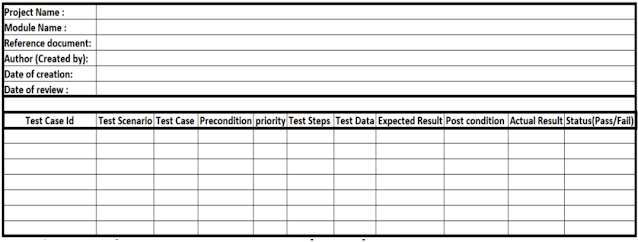 Project Name :
Module Name :
Reference document:
Author (Created by):
Date of creation:
Date of review :
Test Case Id Test Scenario Test Case Precondition priority Test Steps Test Data Expected Result Post condition Actual Result Status(Pass/Fail)